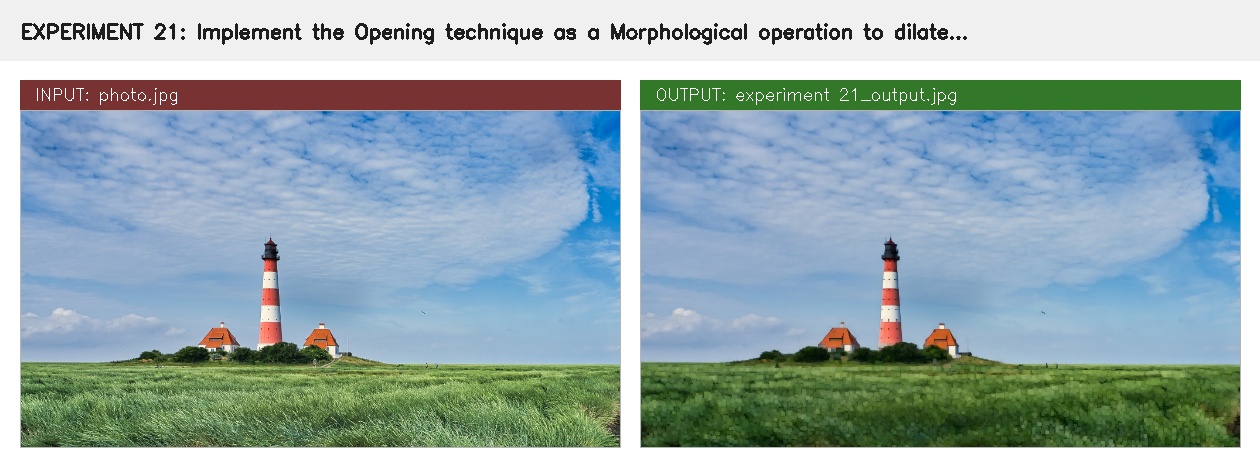 EXPERIMENT 21: Implement the Opening technique as a Morphological operation to dilate...
INPUT: photo.jpg
OUTPUT: experiment 21_output.jpg